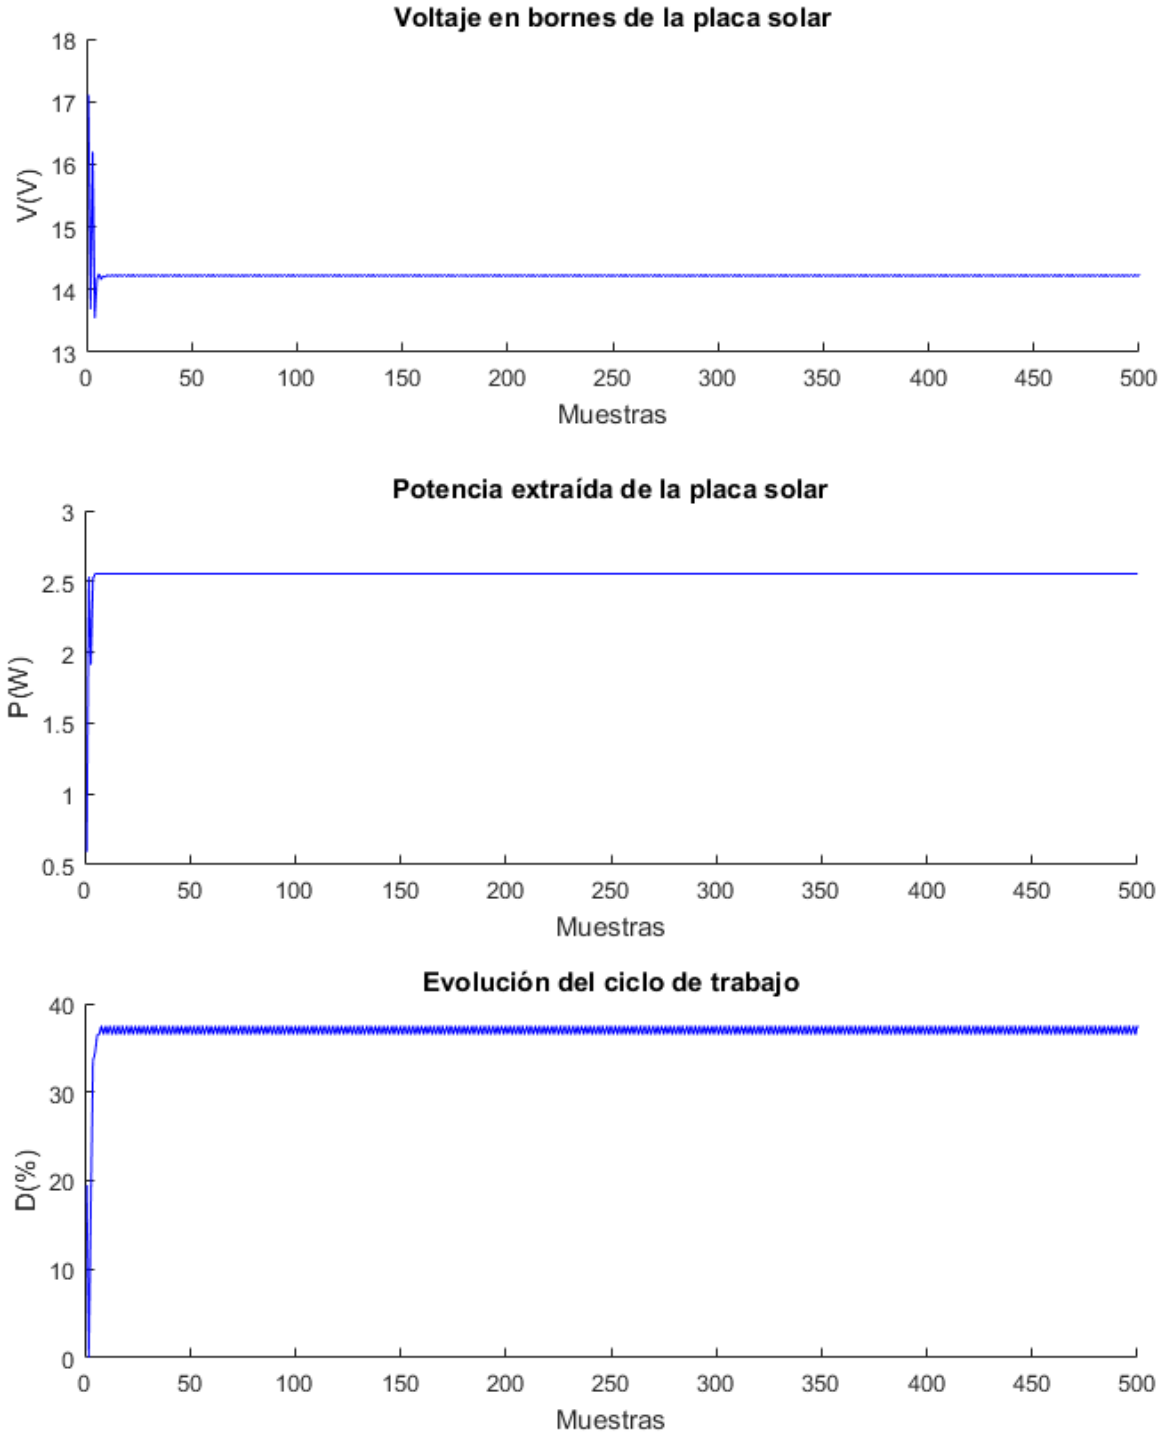 Voltaje en bornes de la placa solar
18
17
16
15
14
13
V(V)
0 50 100 150 200 250 300 350 400 450 500
Muestras
Potencia extraída de la placa solar
3
2.5
2
1.5
1
0.5
P(W)
0 50 100 150 200 250 300 350 400 450 500
Muestras
Evolución del ciclo de trabajo
40
30
20
10
0
D(%)
0 50 100 150 200 250 300 350 400 450 500
Muestras